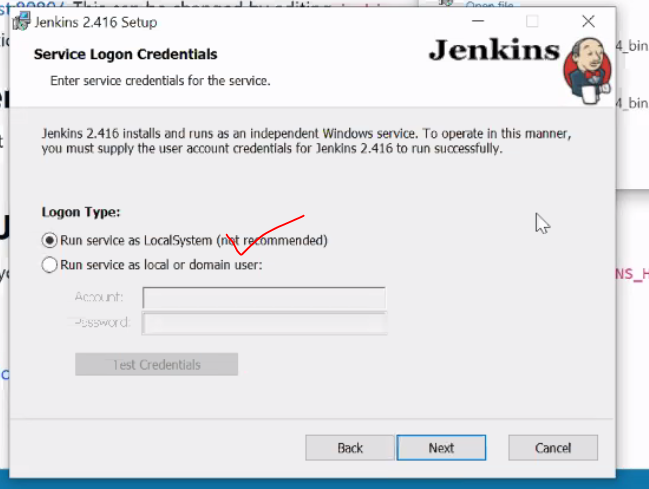 Open file
Jenkins 2.416 Setup
Service Logon Credentials
Enter service credentials for the service.
Jenkins
Jenkins 2.416 installs and runs as an independent Windows service. To operate in this manner,
you must supply the user account credentials for Jenkins 2.416 to run successfully.
Logon Type:
Run service as LocalSystem (not recommended)
Run service as local or domain user:
Account:
Password:
Test Credentials
Back
Next
Cancel